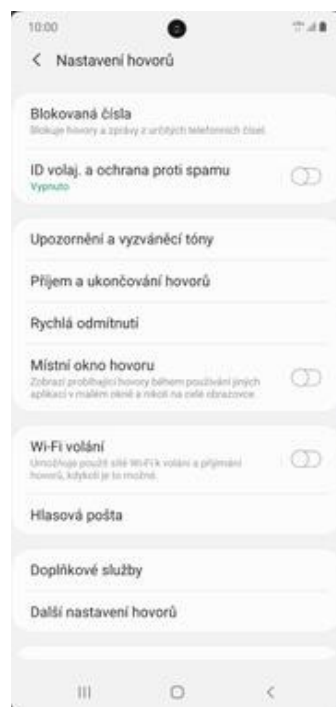 10:00
Nastavení hovorů
Blokovaná čísla
Blokuje hovory a zprávy z určitých telefonních čísel.
ID volaj. a ochrana proti spamu
Vypnuto
Upozornění a vyzváněcí tóny
Příjem a ukončování hovorů
Rychlá odmítnutí
Místní okno hovoru
Zobrazí probíhající hovory během používání jiných
aplikací v malém okně a nikoli na celé obrazovce.
Wi-Fi volání
Umožňuje použít sítě Wi-Fi k volání a přijímání
hovorů, kdykoli je to možné.
Hlasová pošta
Doplňkové služby
Další nastavení hovorů